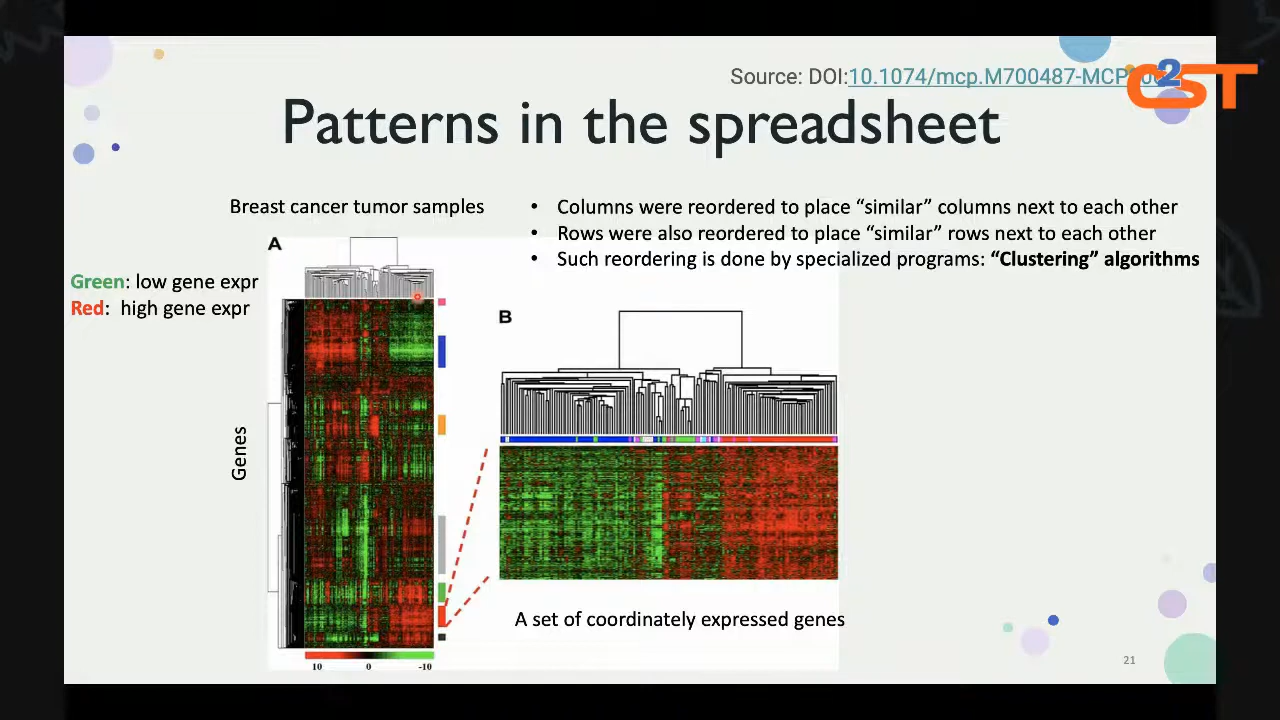 Source: DOI:10.1074/mcp.M700487-MCP
C2ST
Patterns in the spreadsheet
Breast cancer tumor samples
• Columns were reordered to place “similar” columns next to each other
• Rows were also reordered to place “similar” rows next to each other
• Such reordering is done by specialized programs: “Clustering” algorithms
A
Green: low gene expr
Red: high gene expr
B
Genes
A set of coordinately expressed genes
10 0 -10
21